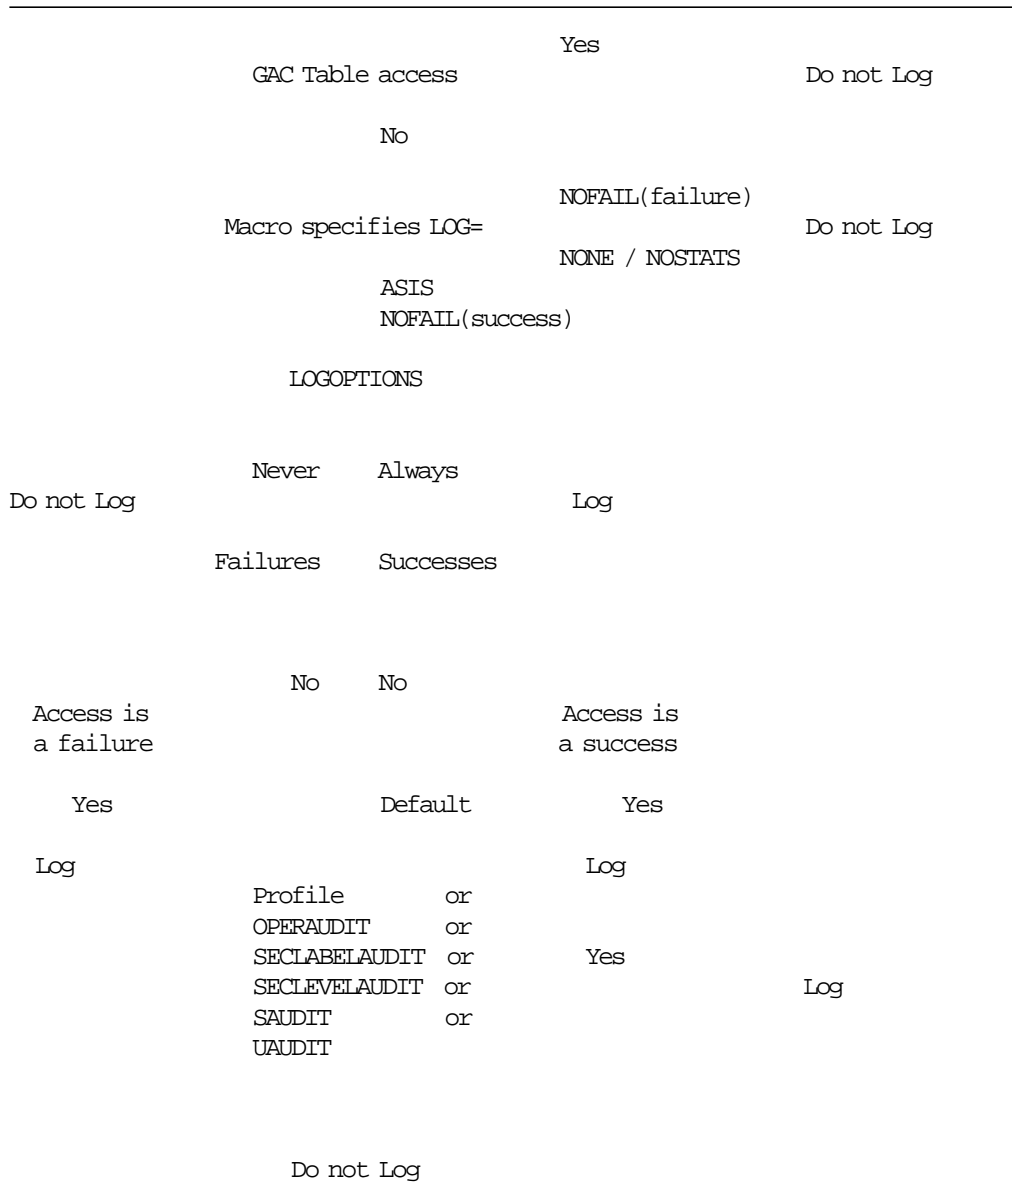 Yes
GAC Table access Do not Log
No
NOFAIL(failure)
Macro specifies LOG= Do not Log
NONE / NOSTATS
ASIS
NOFAIL(success)
LOGOPTIONS
Never Always
Do not Log Log
Failures Successes
No No
Access is Access is
a failure a success
Yes Default Yes
Log Log
Profile or
OPERAUDIT or
SECLABELAUDIT or Yes
SECLEVELAUDIT or Log
SAUDIT or
UAUDIT
Do not Log